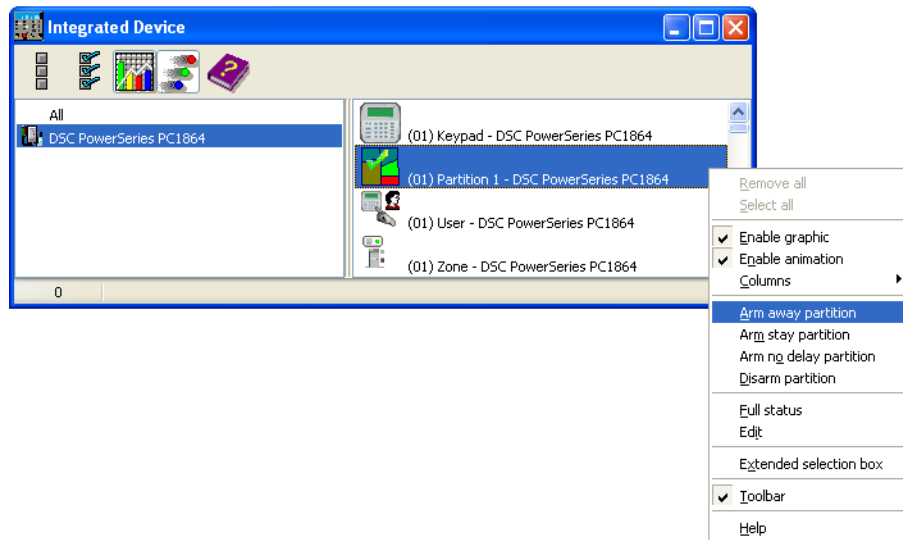 Integrated Device
All
DSC PowerSeries PC1864
(01) Keypad - DSC PowerSeries PC1864
(01) Partition 1 - DSC PowerSeries PC1864
(01) User - DSC PowerSeries PC1864
(01) Zone - DSC PowerSeries PC1864
0
Remove all
Select all
Enable graphic
Enable animation
Columns
Arm away partition
Arm stay partition
Arm no delay partition
Disarm partition
Full status
Edit
Extended selection box
Toolbar
Help